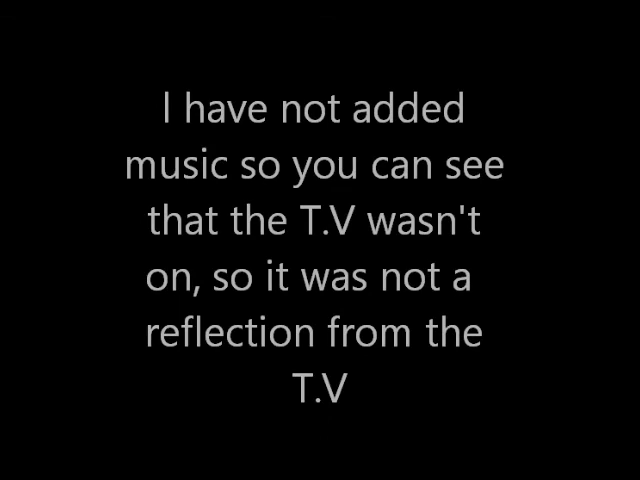 I have not added
music so you can see
that the T.V wasn't
on, so it was not a
reflection from the
T.V